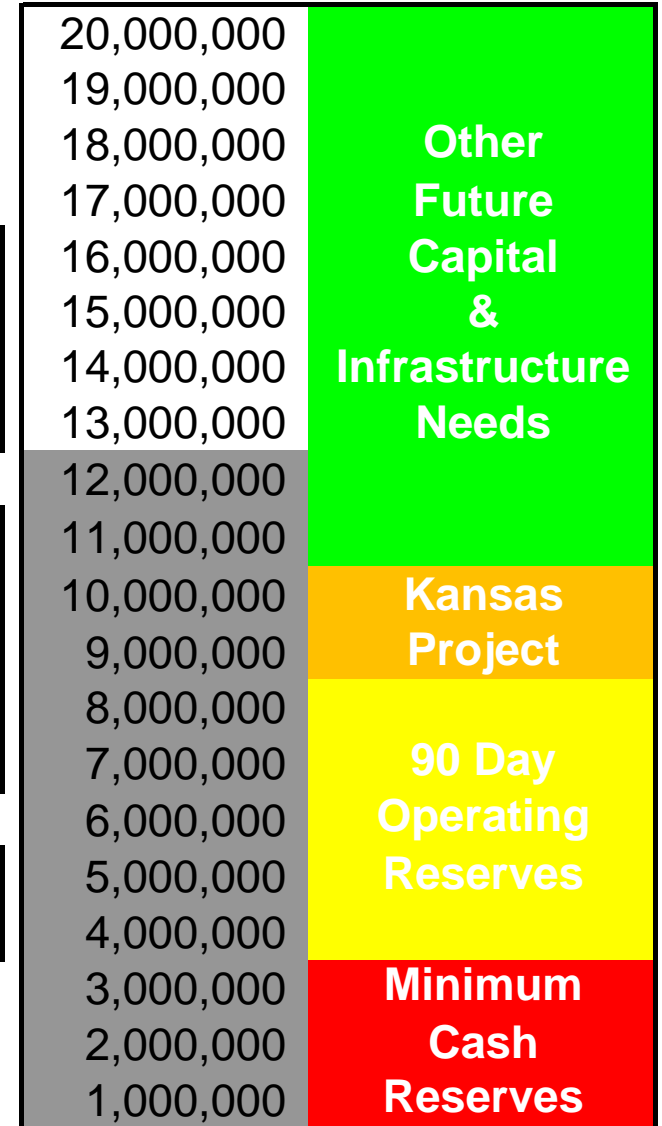 20,000,000
19,000,000
18,000,000 Other
17,000,000 Future
16,000,000 Capital
15,000,000 &
14,000,000 Infrastructure
13,000,000 Needs
12,000,000
11,000,000
10,000,000 Kansas
9,000,000 Project
8,000,000
7,000,000 90 Day
6,000,000 Operating
5,000,000 Reserves
4,000,000
3,000,000 Minimum
2,000,000 Cash
1,000,000 Reserves